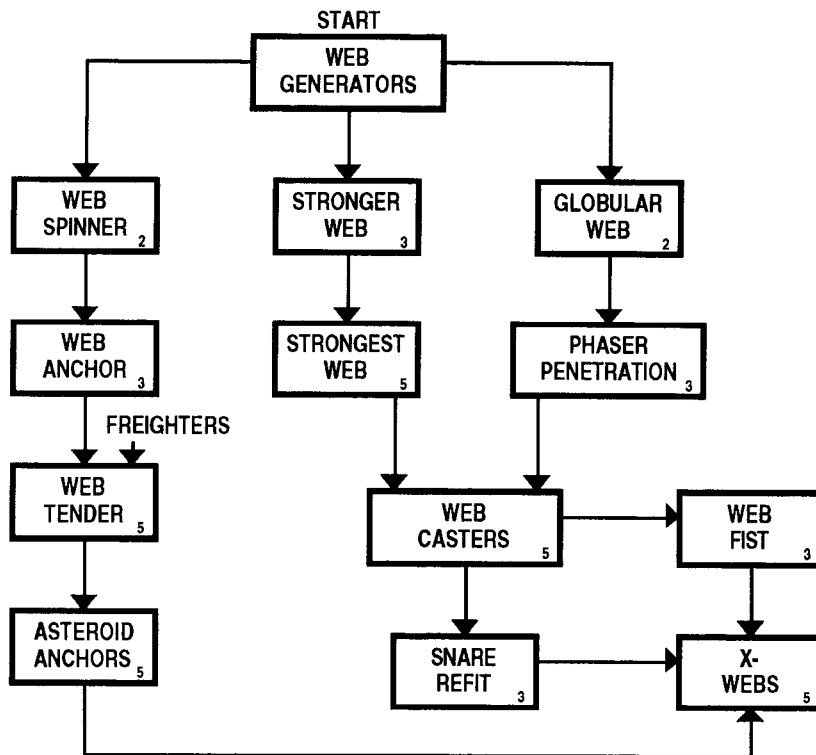 START
WEB
GENERATORS
WEB
SPINNER
2
STRONGER
WEB
3
GLOBULAR
WEB
2
WEB
ANCHOR
3
STRONGEST
WEB
5
PHASER
PENETRATION
3
FREIGHTERS
WEB
TENDER
5
WEB
CASTERS
5
WEB
FIST
3
ASTEROID
ANCHORS
5
SNARE
REFIT
3
X-
WEBS
5